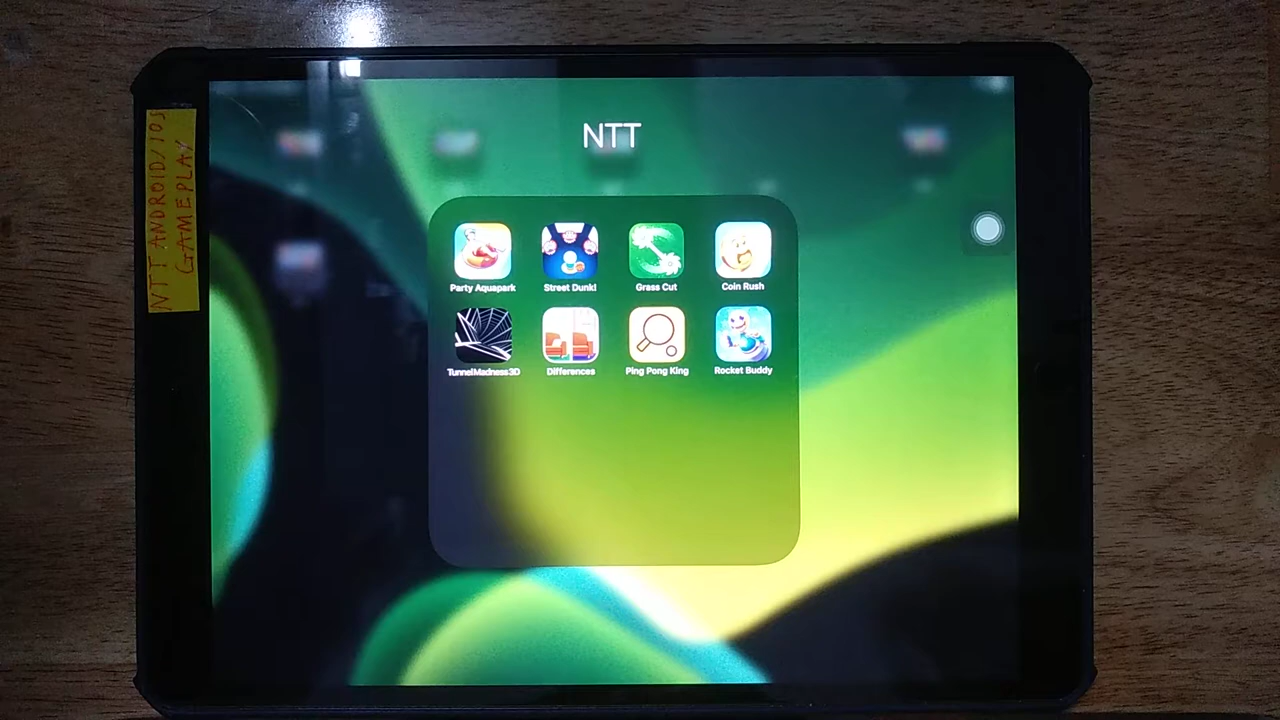 NTT ANDROID/IOS
GAMEPLAY
NTT
Party Aquapark
Street Dunk!
Grass Cut
Coin Rush
TunnelMadness3D
Differences
Ping Pong King
Rocket Buddy